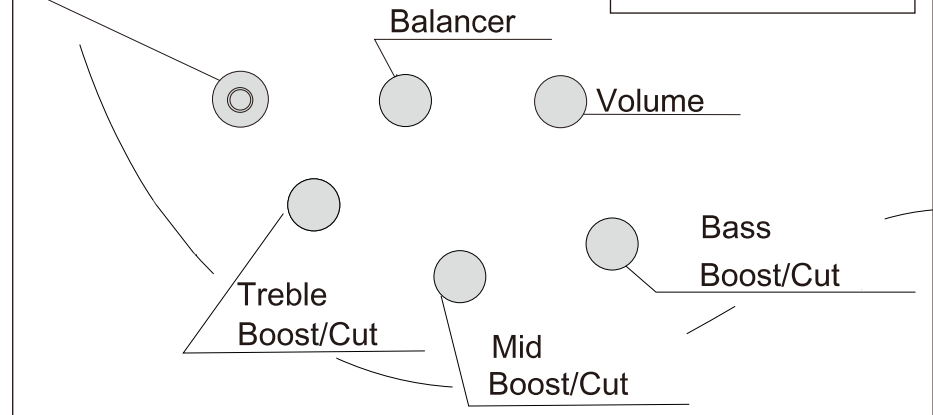 Balancer
Volume
Bass
Boost/Cut
Treble
Boost/Cut
Mid
Boost/Cut